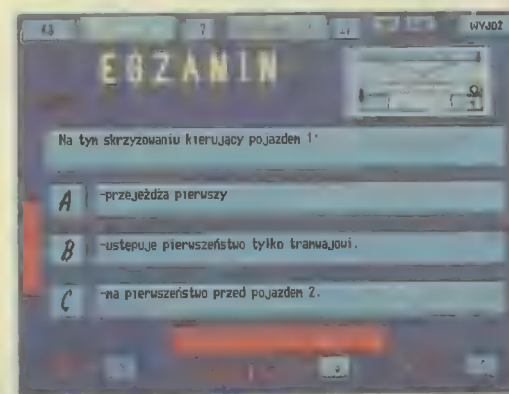 WYJDŹ
EGZAMIN
Na tym skrzyżowaniu kierujący pojazdem 1:
A -przejeżdża pierwszy
B -ustępuje pierwszeństwo tylko tramwajowi.
C -ma pierwszeństwo przed pojazdem 2.